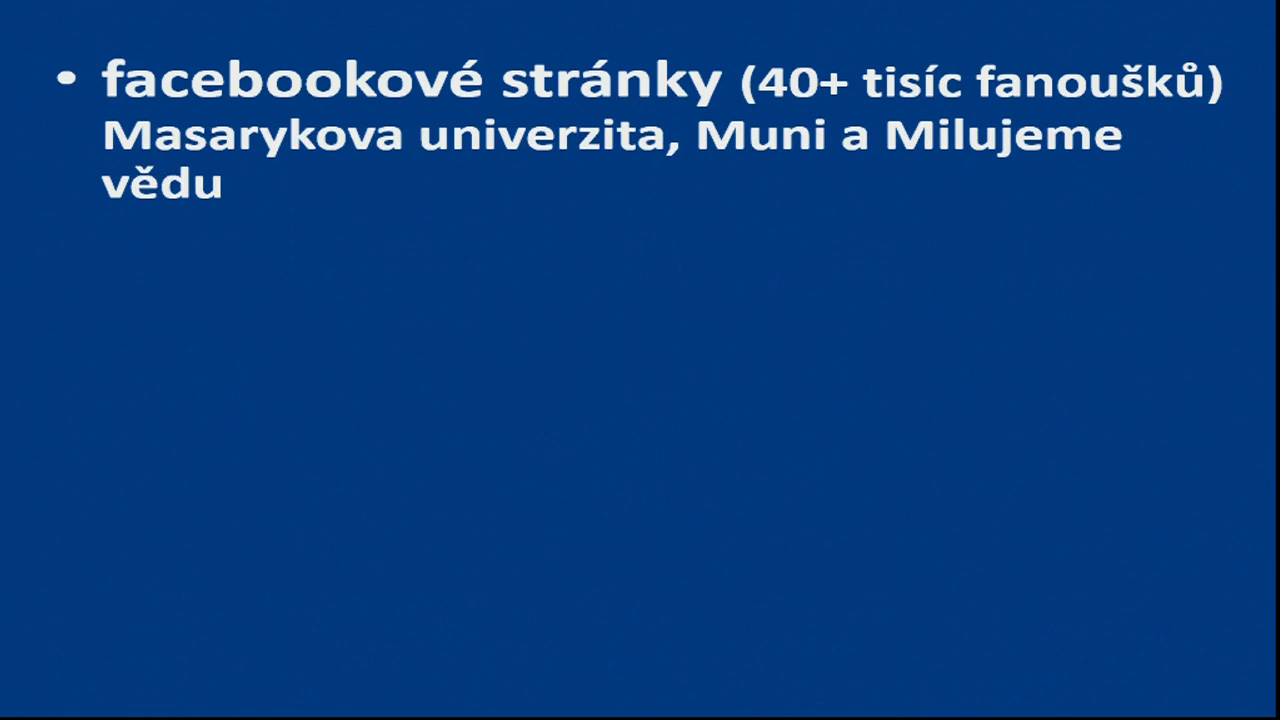 • facebookové stránky (40+ tisíc fanoušků)
Masarykova univerzita, Muni a Milujeme
vědu